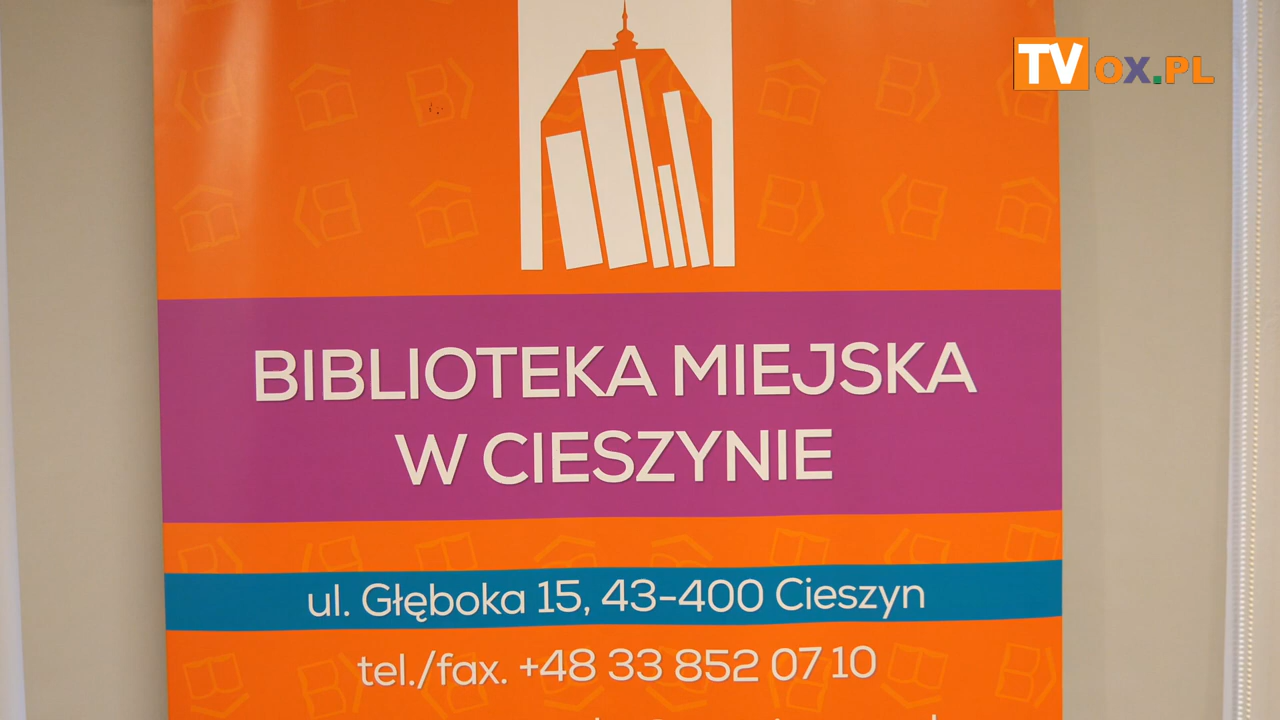 TVOX.PL
BIBLIOTEKA MIEJSKA
W CIESZYNIE
ul. Głęboka 15, 43-400 Cieszyn
tel./fax. +48 33 852 07 10